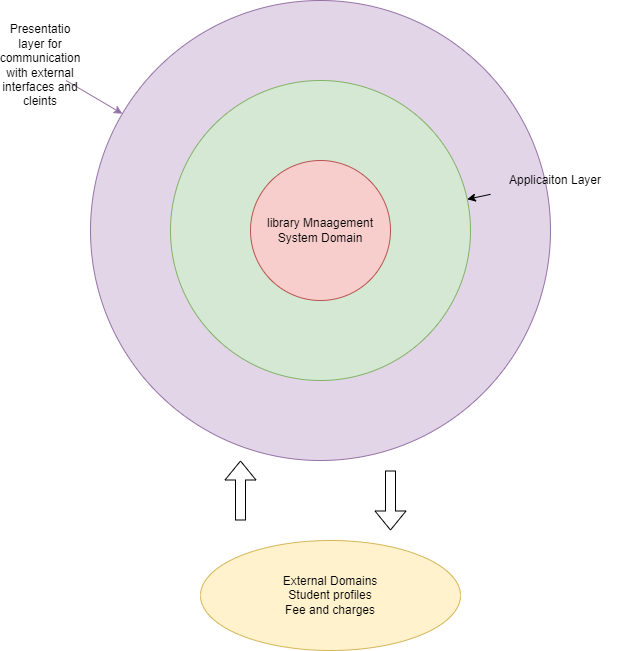 Presentatio
layer for
communication
with external
interfaces and
cleints
Applicaiton Layer
library Mnaagement
System Domain
External Domains
Student profiles
Fee and charges